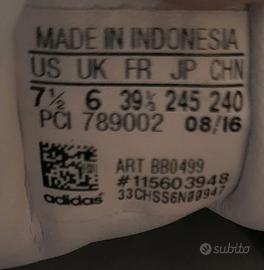 MADE IN INDONESIA
US UK FR JP CHN
7½ 6 39⅓ 245 240
PCI 789002 08/16
ART BB0499
#115603948
33CHSS6N00947
adidas
subito